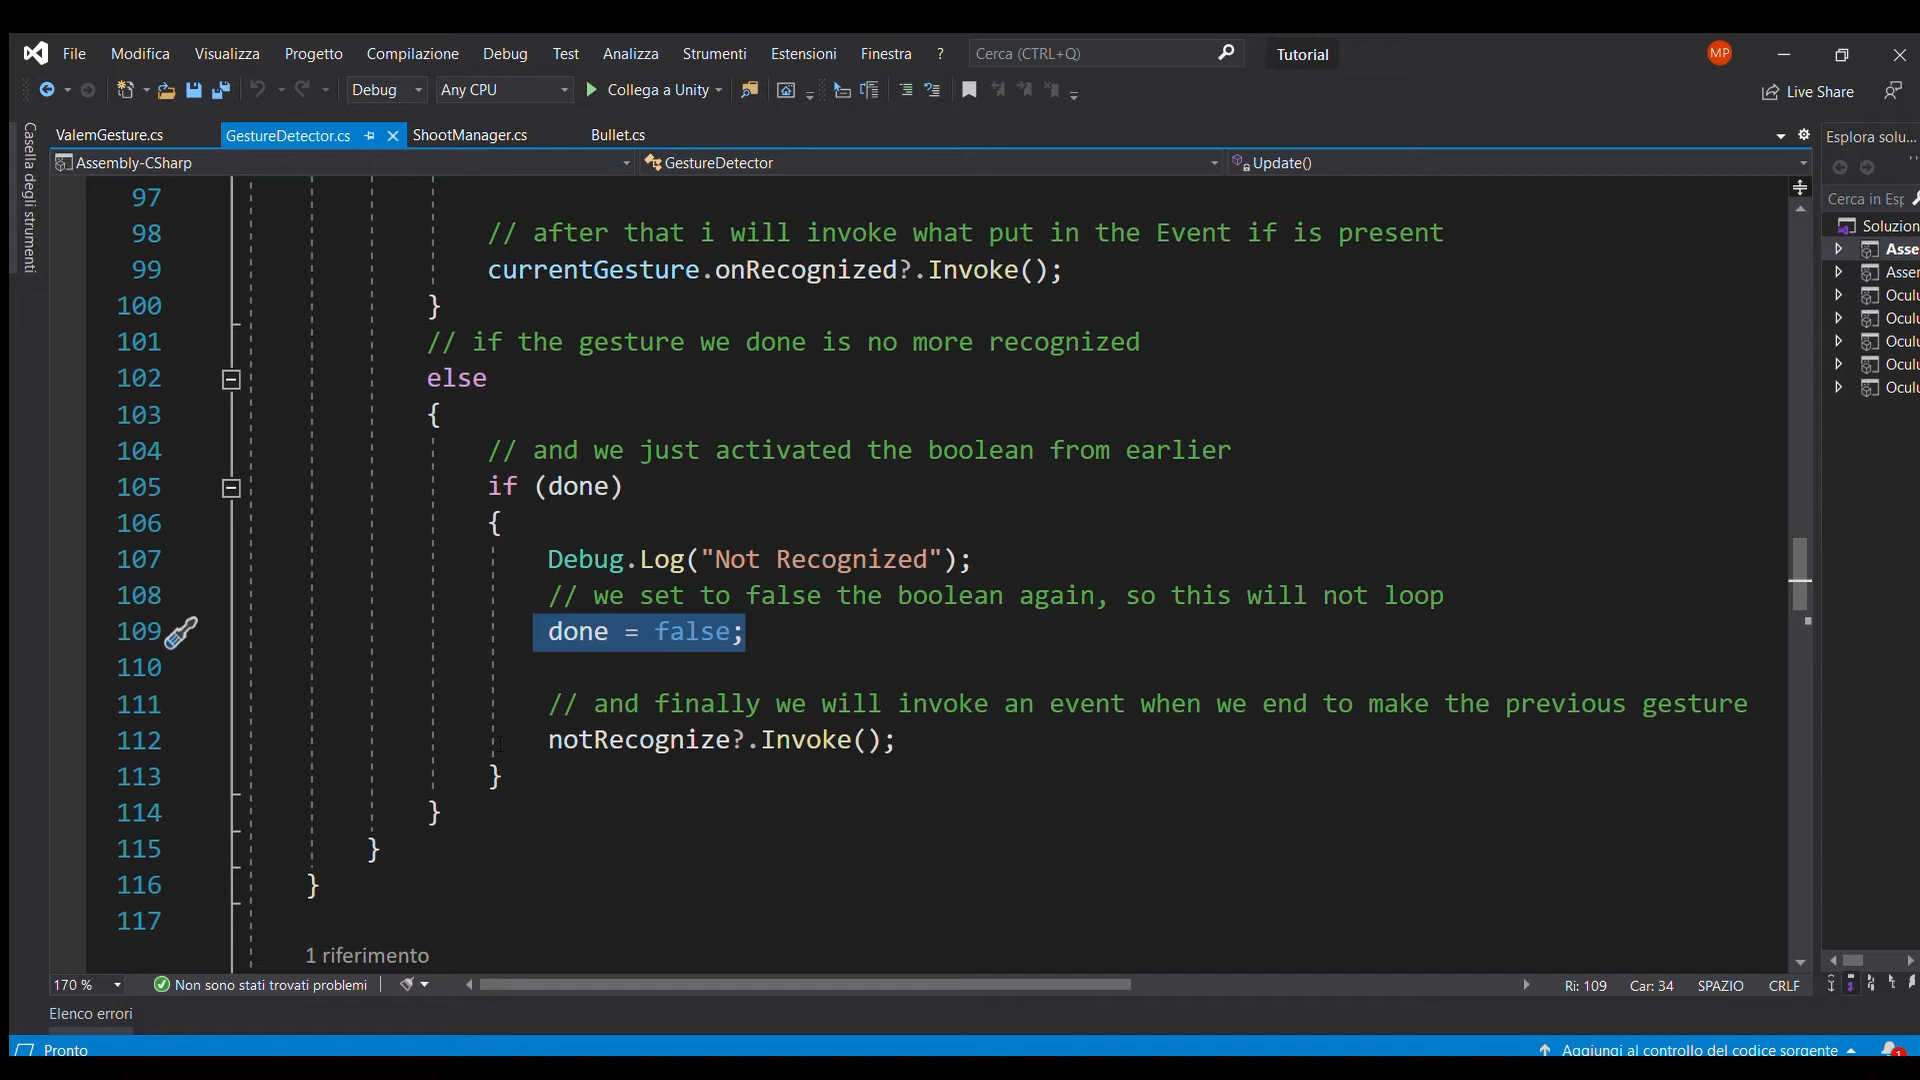 File Modifica Visualizza Progetto Compilazione Debug Test Analizza Strumenti Estensioni Finestra ? Cerca (CTRL+Q) Tutorial MP
Debug Any CPU Collega a Unity Live Share
Casella degli strumenti
ValemGesture.cs GestureDetector.cs ShootManager.cs Bullet.cs
Assembly-CSharp GestureDetector Update()
97
98 // after that i will invoke what put in the Event if is present
99 currentGesture.onRecognized?.Invoke();
100 }
101 // if the gesture we done is no more recognized
102 else
103 {
104 // and we just activated the boolean from earlier
105 if (done)
106 {
107 Debug.Log("Not Recognized");
108 // we set to false the boolean again, so this will not loop
109 done = false;
110
111 // and finally we will invoke an event when we end to make the previous gesture
112 notRecognize?.Invoke();
113 }
114 }
115 }
116 }
117
1 riferimento
170 % Non sono stati trovati problemi Ri: 109 Car: 34 SPAZIO CRLF
Elenco errori
Pronto Aggiungi al controllo del codice sorgente 1
Esplora solu...
Cerca in Esp
Soluzion
Asse
Asser
Oculu
Oculu
Oculu
Oculu
Oculu